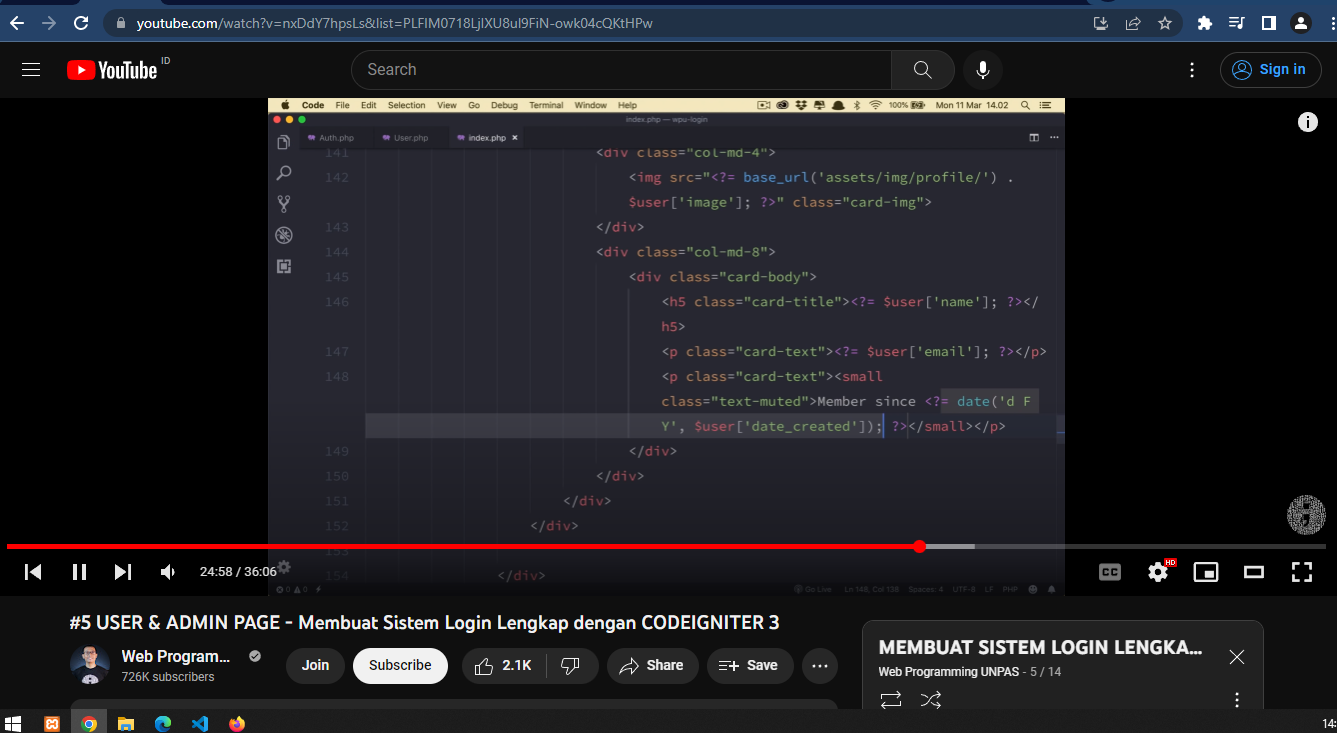 youtube.com/watch?v=nxDdY7hpsLs&list=PLFIM0718LjIXU8ul9FiN-owk04cQKtHPw
YouTube ID
Search
Sign in
Code File Edit Selection View Go Debug Terminal Window Help 100% Mon 11 Mar 14.02
index.php — wpu-login
Auth.php User.php index.php
141 <div class="col-md-4">
142 <img src="<?= base_url('assets/img/profile/') .
$user['image']; ?>" class="card-img">
143 </div>
144 <div class="col-md-8">
145 <div class="card-body">
146 <h5 class="card-title"><?= $user['name']; ?></
h5>
147 <p class="card-text"><?= $user['email']; ?></p>
148 <p class="card-text"><small
class="text-muted">Member since <?= date('d F
Y', $user['date_created']); ?></small></p>
149 </div>
150 </div>
151 </div>
152 </div>
153
154 </div>
0 0 Go Live Ln 148, Col 138 Spaces: 4 UTF-8 LF PHP
24:58 / 36:06
CC HD
#5 USER & ADMIN PAGE - Membuat Sistem Login Lengkap dengan CODEIGNITER 3
Web Program...
726K subscribers
Join
Subscribe
2.1K
Share
Save
MEMBUAT SISTEM LOGIN LENGKA...
Web Programming UNPAS - 5 / 14
14: